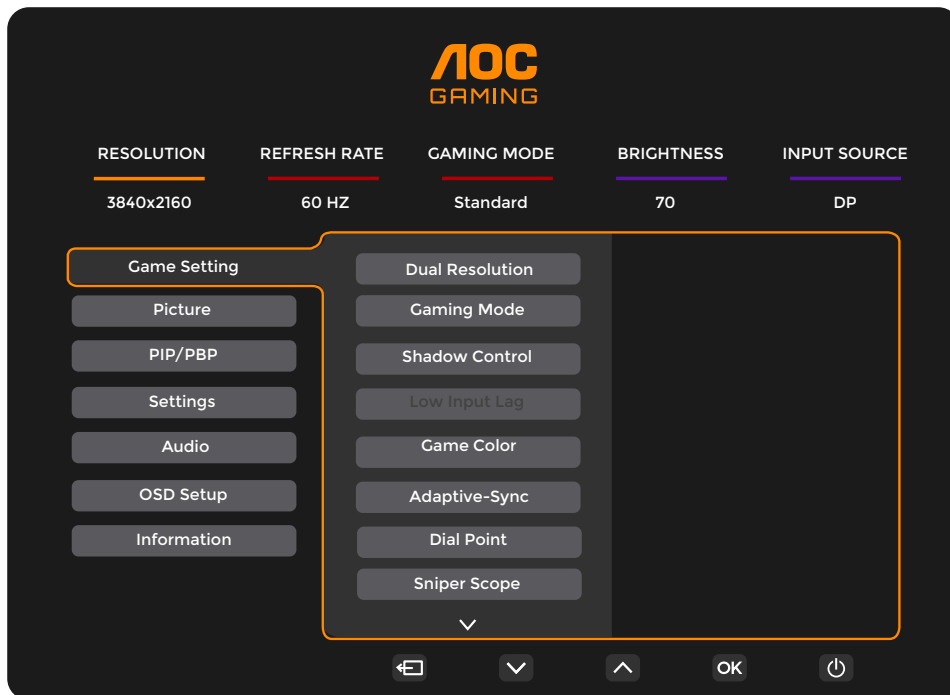 AOC
GAMING
RESOLUTION REFRESH RATE GAMING MODE BRIGHTNESS INPUT SOURCE
3840x2160 60 HZ Standard 70 DP
Game Setting
Picture
PIP/PBP
Settings
Audio
OSD Setup
Information
Dual Resolution
Gaming Mode
Shadow Control
Low Input Lag
Game Color
Adaptive-Sync
Dial Point
Sniper Scope
OK